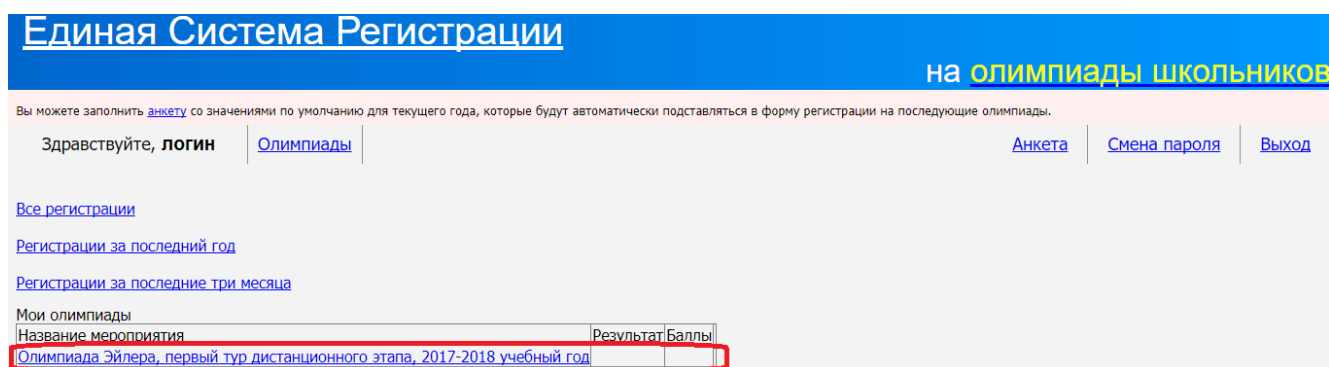 Единая Система Регистрации
на олимпиады школьников
Вы можете заполнить анкету со значениями по умолчанию для текущего года, которые будут автоматически подставляться в форму регистрации на последующие олимпиады.
Здравствуйте, логин Олимпиады Анкета Смена пароля Выход
Все регистрации
Регистрации за последний год
Регистрации за последние три месяца
Мои олимпиады
Название мероприятия Результат Баллы
Олимпиада Эйлера, первый тур дистанционного этапа, 2017-2018 учебный год